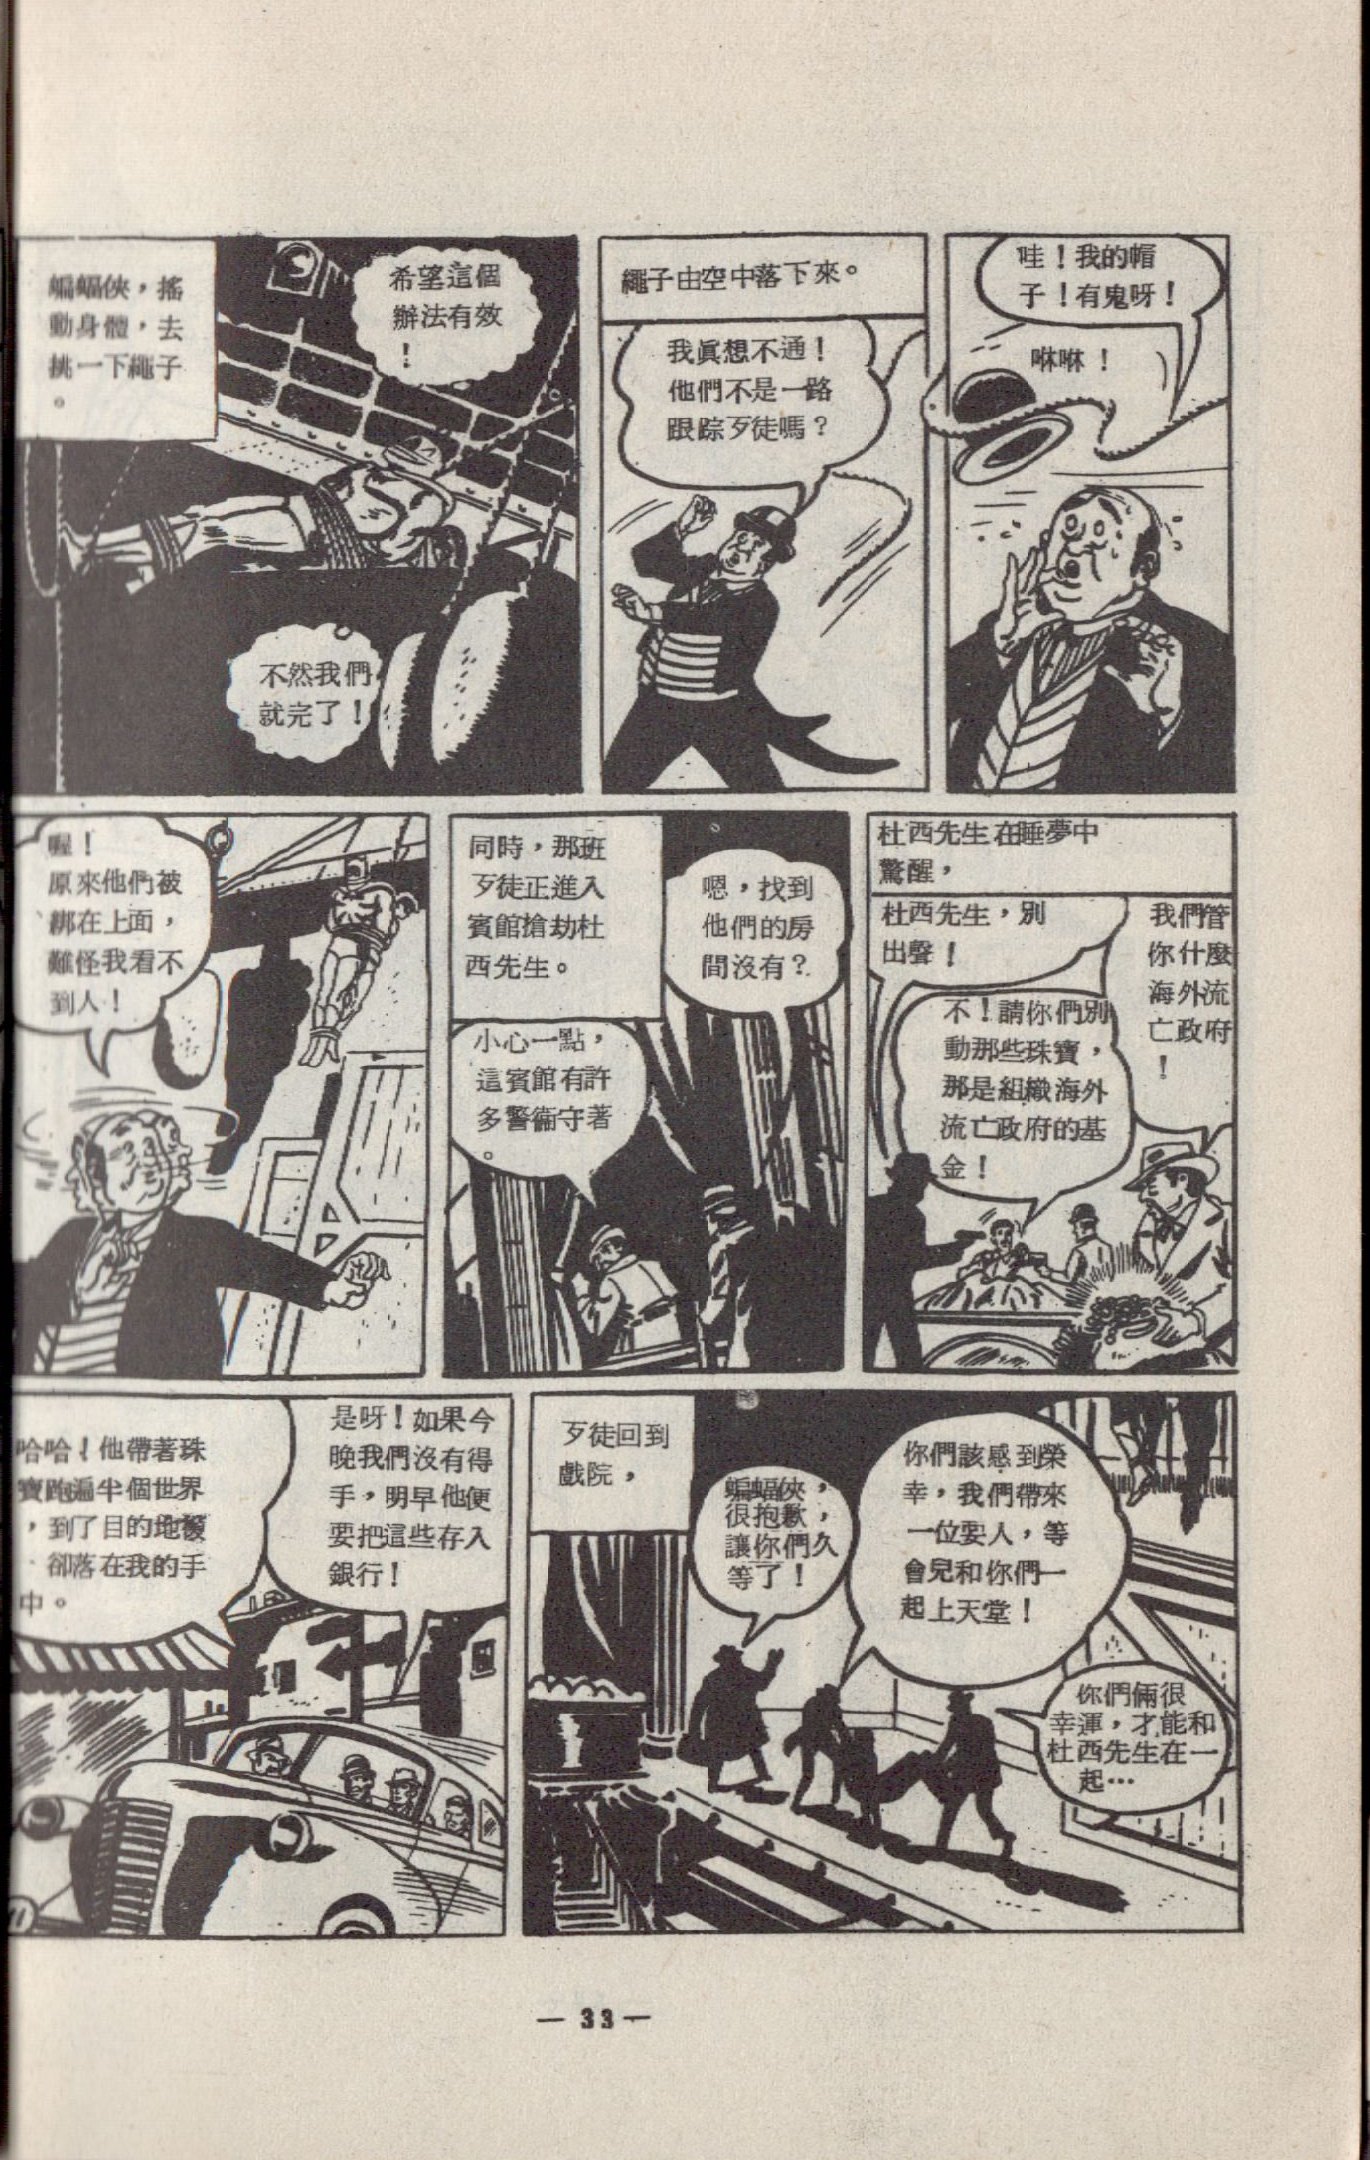 蝙蝠俠，搖
動身體，去
挑一下繩子
。
希望這個
辦法有效
！
不然我們
就完了！
繩子由空中落下來。
我眞想不通！
他們不是一路
跟踪歹徒嗎？
哇！我的帽
子！有鬼呀！
咻咻！
喔！
原來他們被
綁在上面，
難怪我看不
到人！
同時，那班
歹徒正進入
賓館搶劫杜
西先生。
嗯，找到
他們的房
間沒有？
小心一點，
這賓館有許
多警衞守著
。
杜西先生在睡夢中
驚醒，
杜西先生，別
出聲！
不！請你們別
動那些珠寶，
那是組織海外
流亡政府的基
金！
我們管
你什麼
海外流
亡政府
！
哈哈！他帶著珠
寶跑遍半個世界
，到了目的地後
卻落在我的手
中。
是呀！如果今
晚我們沒有得
手，明早他便
要把這些存入
銀行！
歹徒回到
戲院，
蝙蝠俠，
很抱歉，
讓你們久
等了！
你們該感到榮
幸，我們帶來
一位要人，等
會兒和你們一
起上天堂！
你們倆很
幸運，才能和
杜西先生在一
起…
— 33 —